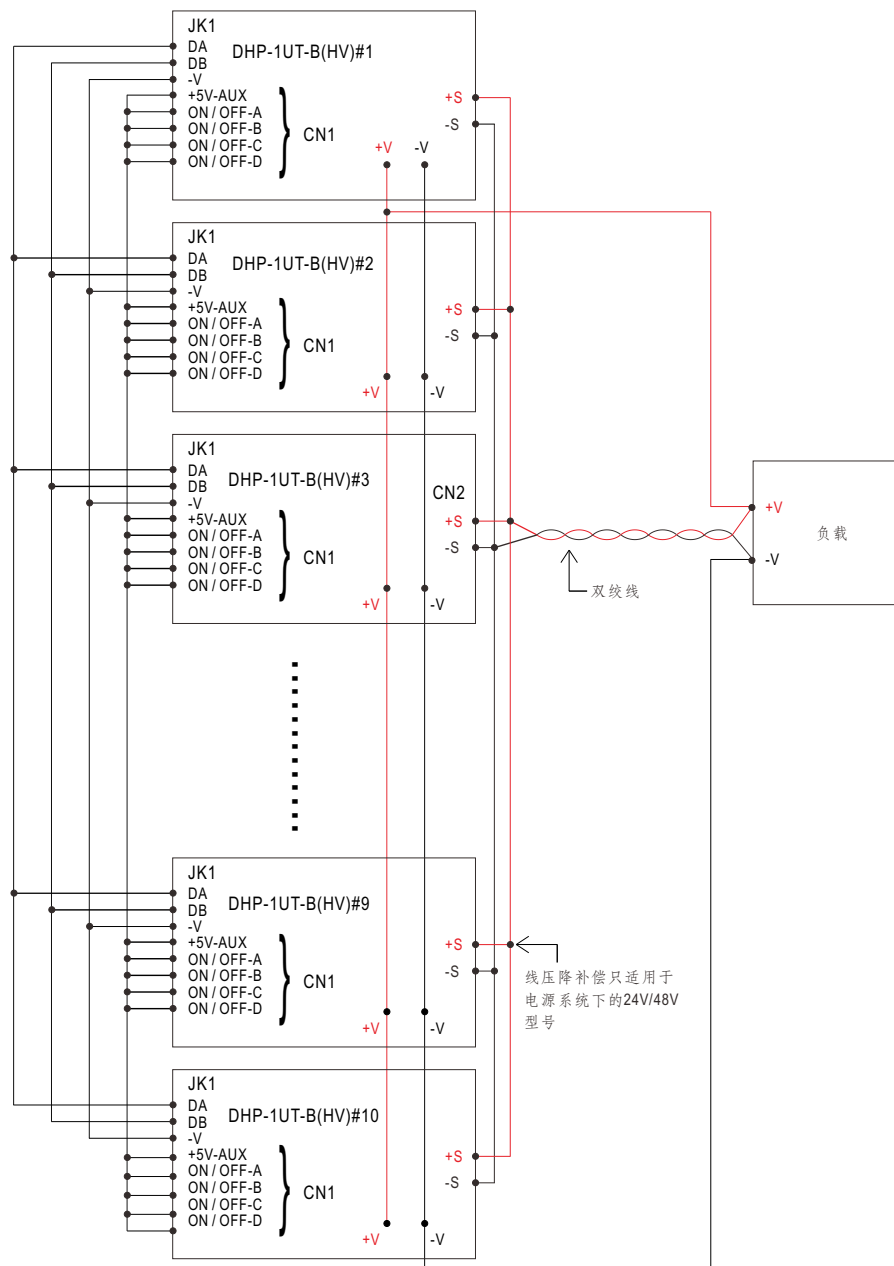 JK1
DHP-1UT-B(HV)#1
DA
DB
-V
+5V-AUX
ON / OFF-A
ON / OFF-B
ON / OFF-C
ON / OFF-D
CN1
+S
-S
+V
-V
JK1
DHP-1UT-B(HV)#2
DA
DB
-V
+5V-AUX
ON / OFF-A
ON / OFF-B
ON / OFF-C
ON / OFF-D
CN1
+S
-S
+V
-V
JK1
DHP-1UT-B(HV)#3
DA
DB
-V
+5V-AUX
ON / OFF-A
ON / OFF-B
ON / OFF-C
ON / OFF-D
CN1
CN2
+S
-S
+V
-V
双绞线
+V
-V
负载
JK1
DHP-1UT-B(HV)#9
DA
DB
-V
+5V-AUX
ON / OFF-A
ON / OFF-B
ON / OFF-C
ON / OFF-D
CN1
+S
-S
+V
-V
线压降补偿只适用于
电源系统下的24V/48V
型号
JK1
DHP-1UT-B(HV)#10
DA
DB
-V
+5V-AUX
ON / OFF-A
ON / OFF-B
ON / OFF-C
ON / OFF-D
CN1
+S
-S
+V
-V